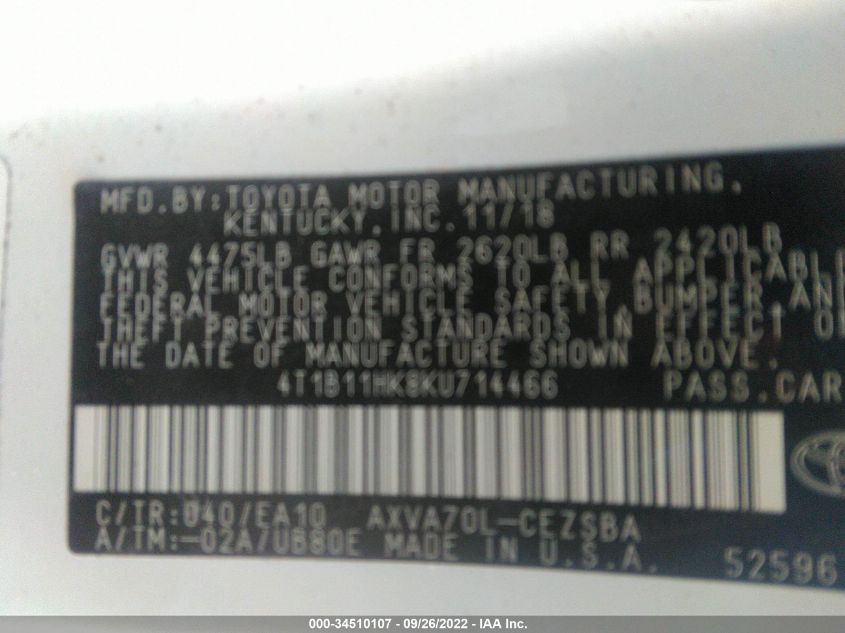 MFD. BY: TOYOTA MOTOR MANUFACTURING,
KENTUCKY, INC. 11/18
GVWR 4475LB GAWR FR 2620LB RR 2420LB
THIS VEHICLE CONFORMS TO ALL APPLICABL
FEDERAL MOTOR VEHICLE SAFETY, BUMPER, AND
THEFT PREVENTION STANDARDS IN EFFECT ON
THE DATE OF MANUFACTURE SHOWN ABOVE.
4T1B11HK8KU714466 PASS. CAR
C/TR: 040/EA10 AXVA70L-CEZSBA
A/TM: -02A/UB80E MADE IN U.S.A. 52596
000-34510107 - 09/26/2022 - IAA Inc.